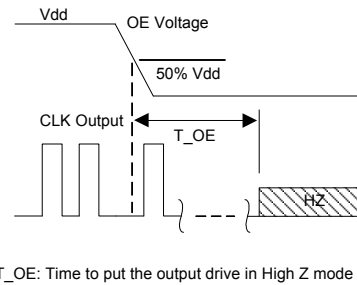 Vdd
OE Voltage
50% Vdd
CLK Output
T_OE
HZ
T_OE: Time to put the output drive in High Z mode